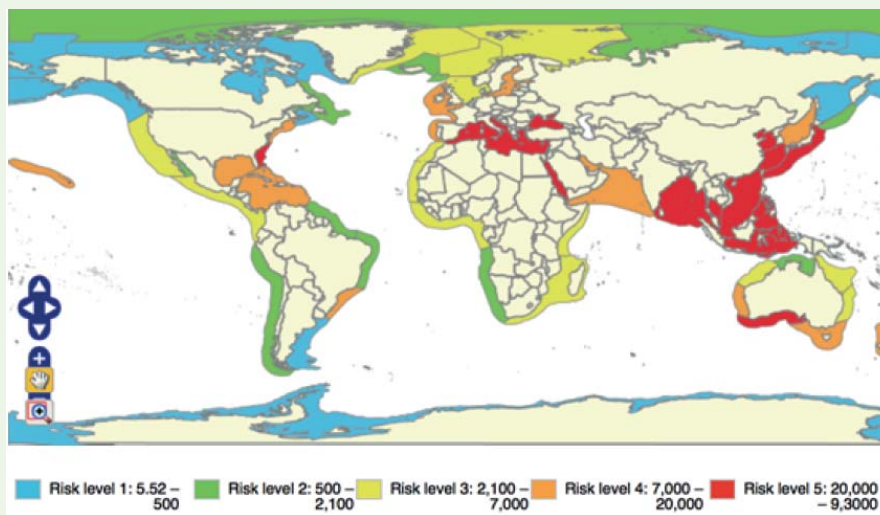 Risk level 1: 5.52 –
500
Risk level 2: 500 –
2,100
Risk level 3: 2,100 –
7,000
Risk level 4: 7,000 –
20,000
Risk level 5: 20,000
– 9,3000